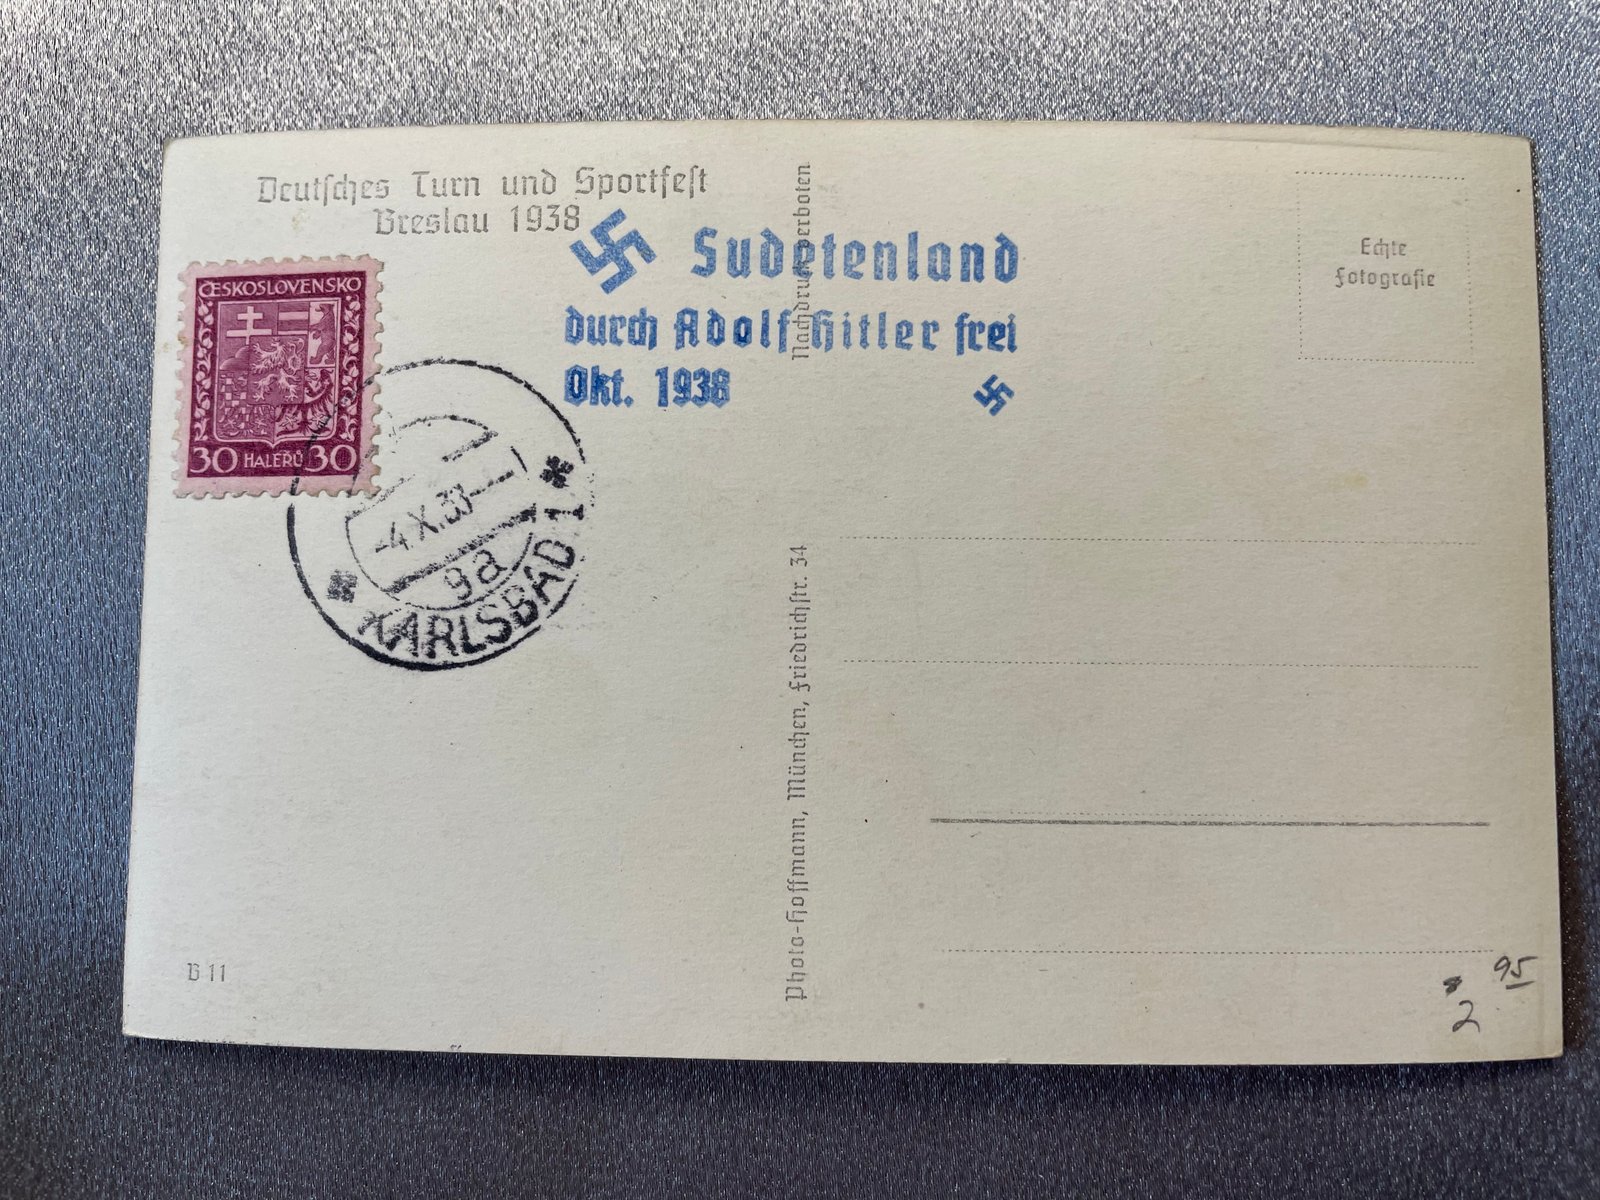 Deutsches Turn und Sportfest
Breslau 1938
ČESKOSLOVENSKO
30 HALEŘŮ 30
-4.X.38
9a
KARLSBAD 1
Sudetenland
durch Adolf Hitler frei
Okt. 1938
Nachdruck verboten
Photo-Hoffmann, München, Friedrichstr. 34
Echte
Fotografie
B 11
2 95